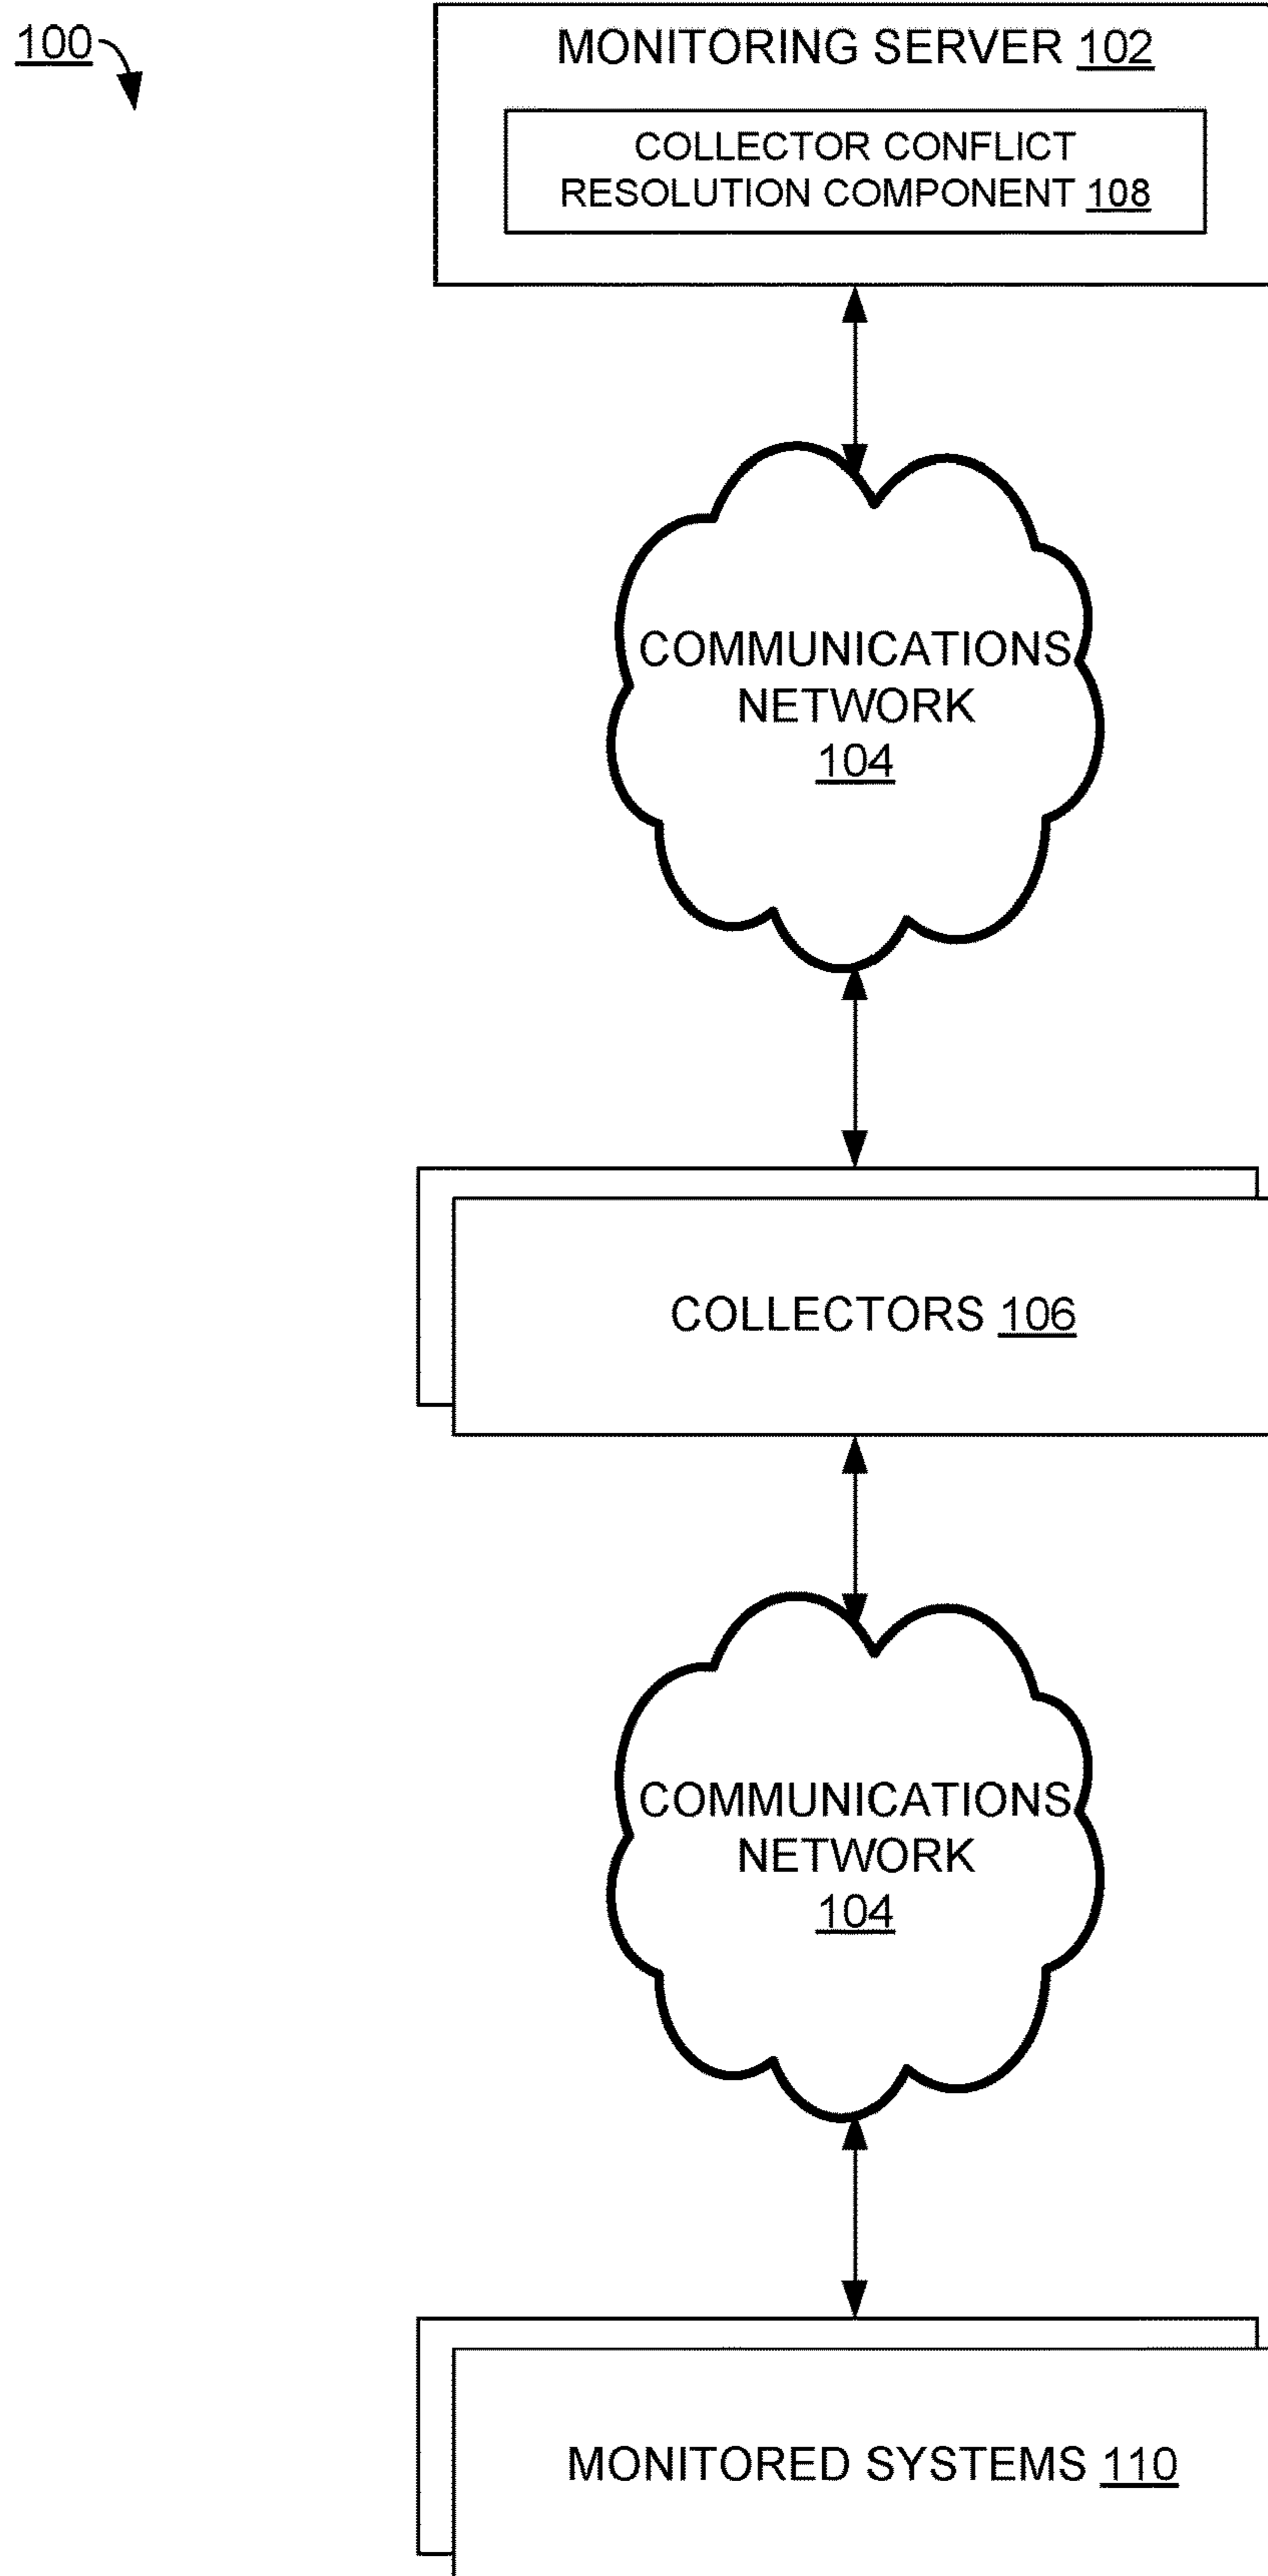 100
MONITORING SERVER 102
COLLECTOR CONFLICT
RESOLUTION COMPONENT 108
COMMUNICATIONS
NETWORK
104
COLLECTORS 106
COMMUNICATIONS
NETWORK
104
MONITORED SYSTEMS 110